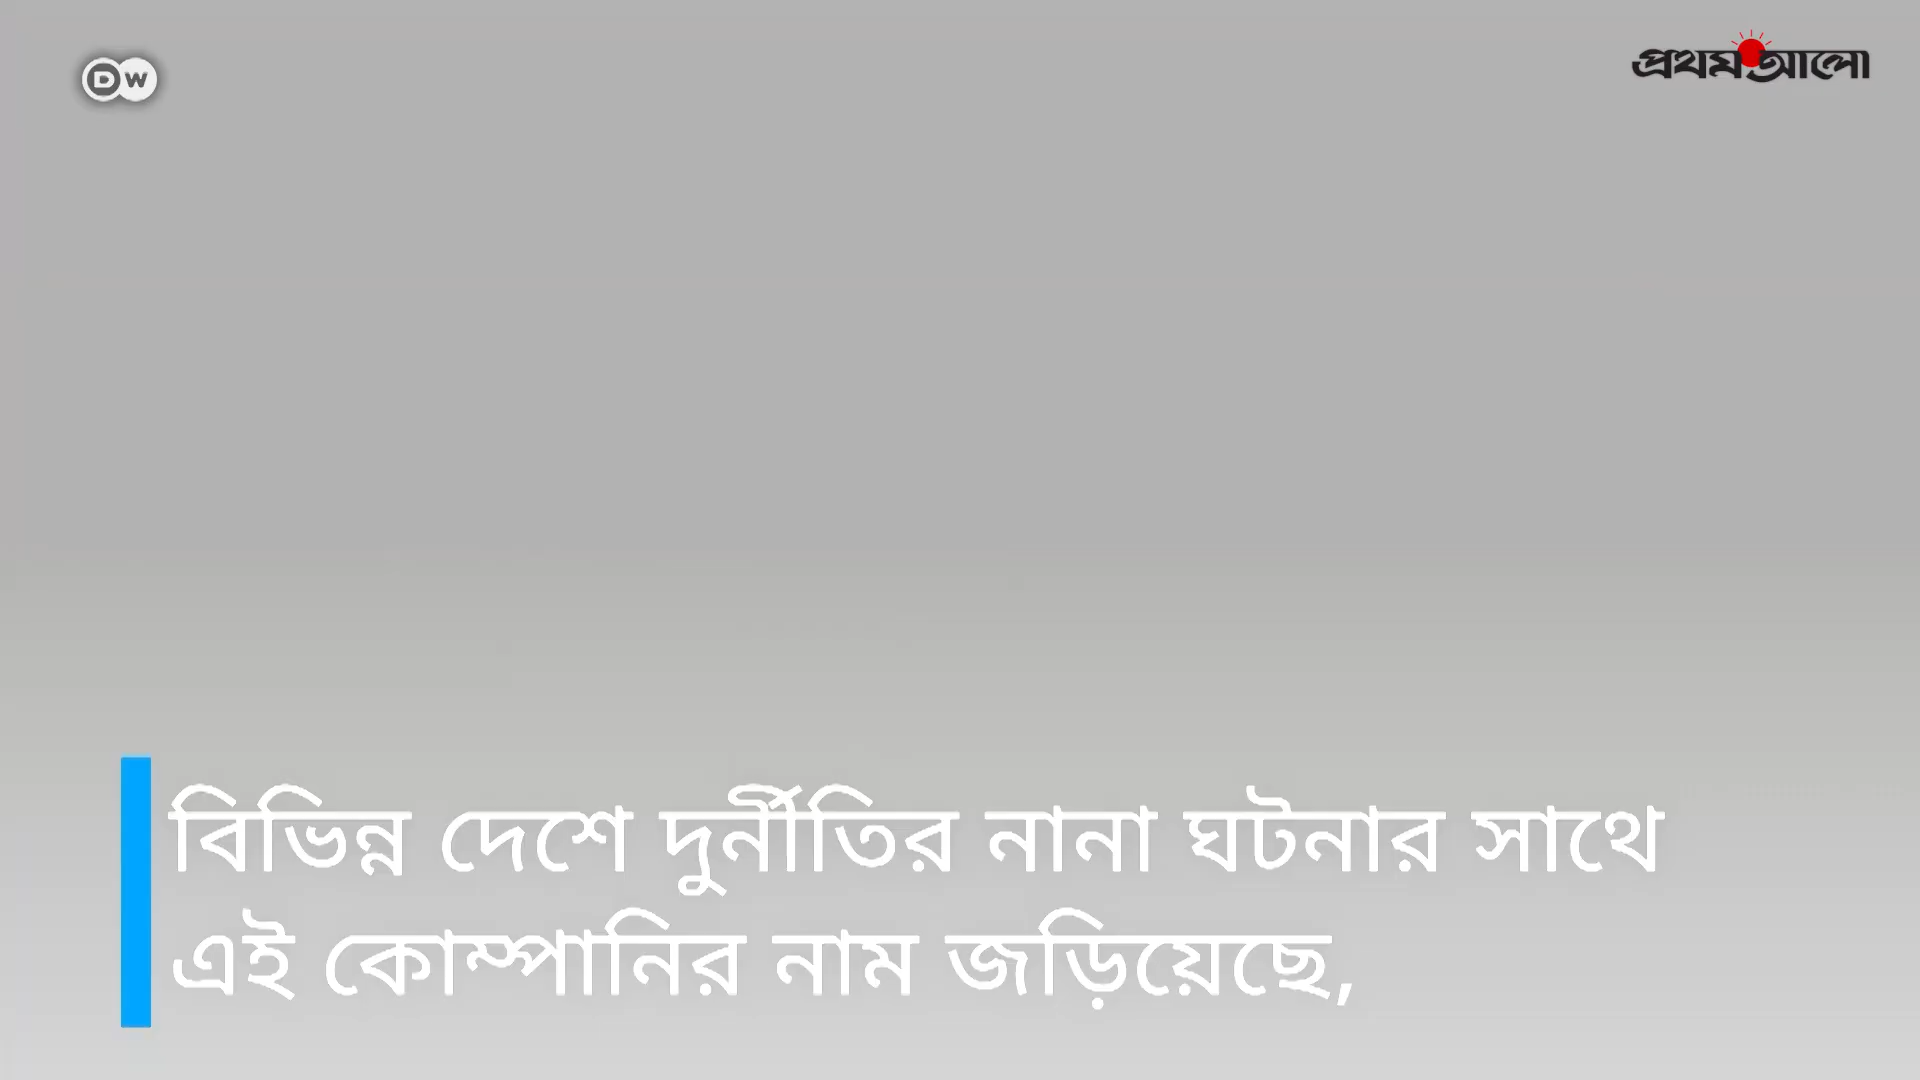 DW
প্রথম আলো
বিভিন্ন দেশে দুর্নীতির নানা ঘটনার সাথে
এই কোম্পানির নাম জড়িয়েছে,